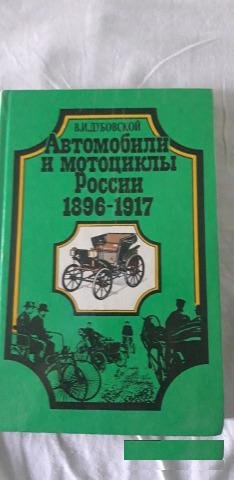 В.И.ДУБОВСКОЙ
Автомобили
и мотоциклы
России
1896-1917